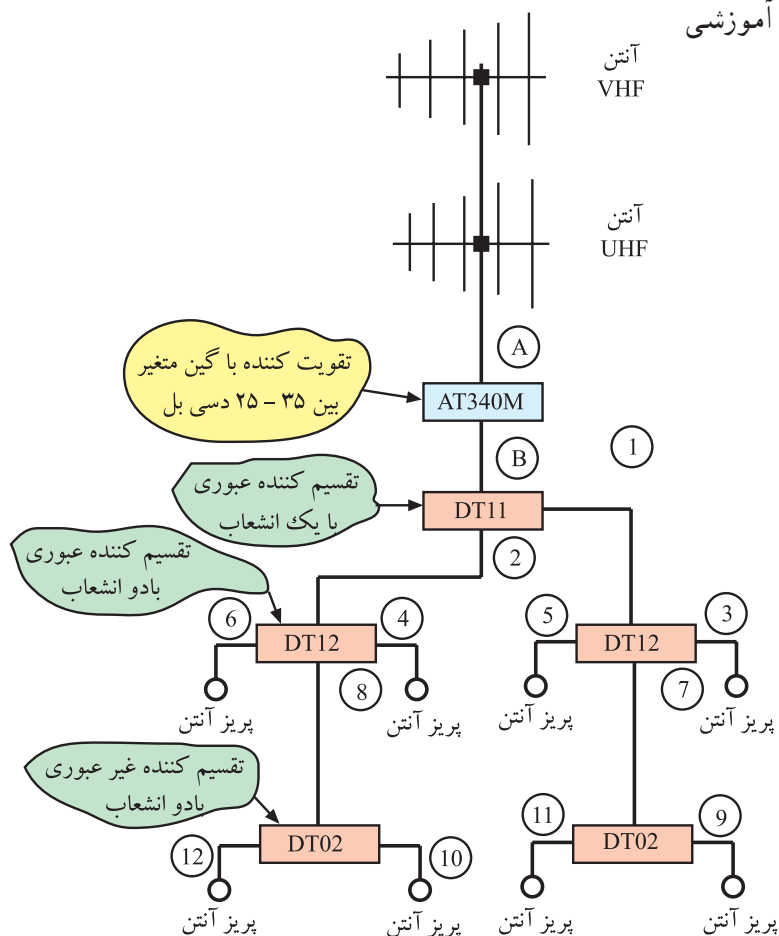 آموزشی
آنتن
VHF
آنتن
UHF
A
تقویت کننده با گین متغیر
بین ۳۵ – ۲۵ دسی بل
AT340M
B
1
تقسیم کننده عبوری
با یک انشعاب
DT11
2
تقسیم کننده عبوری
بادو انشعاب
6
4
5
3
DT12
DT12
8
7
پریز آنتن
پریز آنتن
پریز آنتن
پریز آنتن
تقسیم کننده غیر عبوری
بادو انشعاب
12
DT02
10
11
DT02
9
پریز آنتن
پریز آنتن
پریز آنتن
پریز آنتن